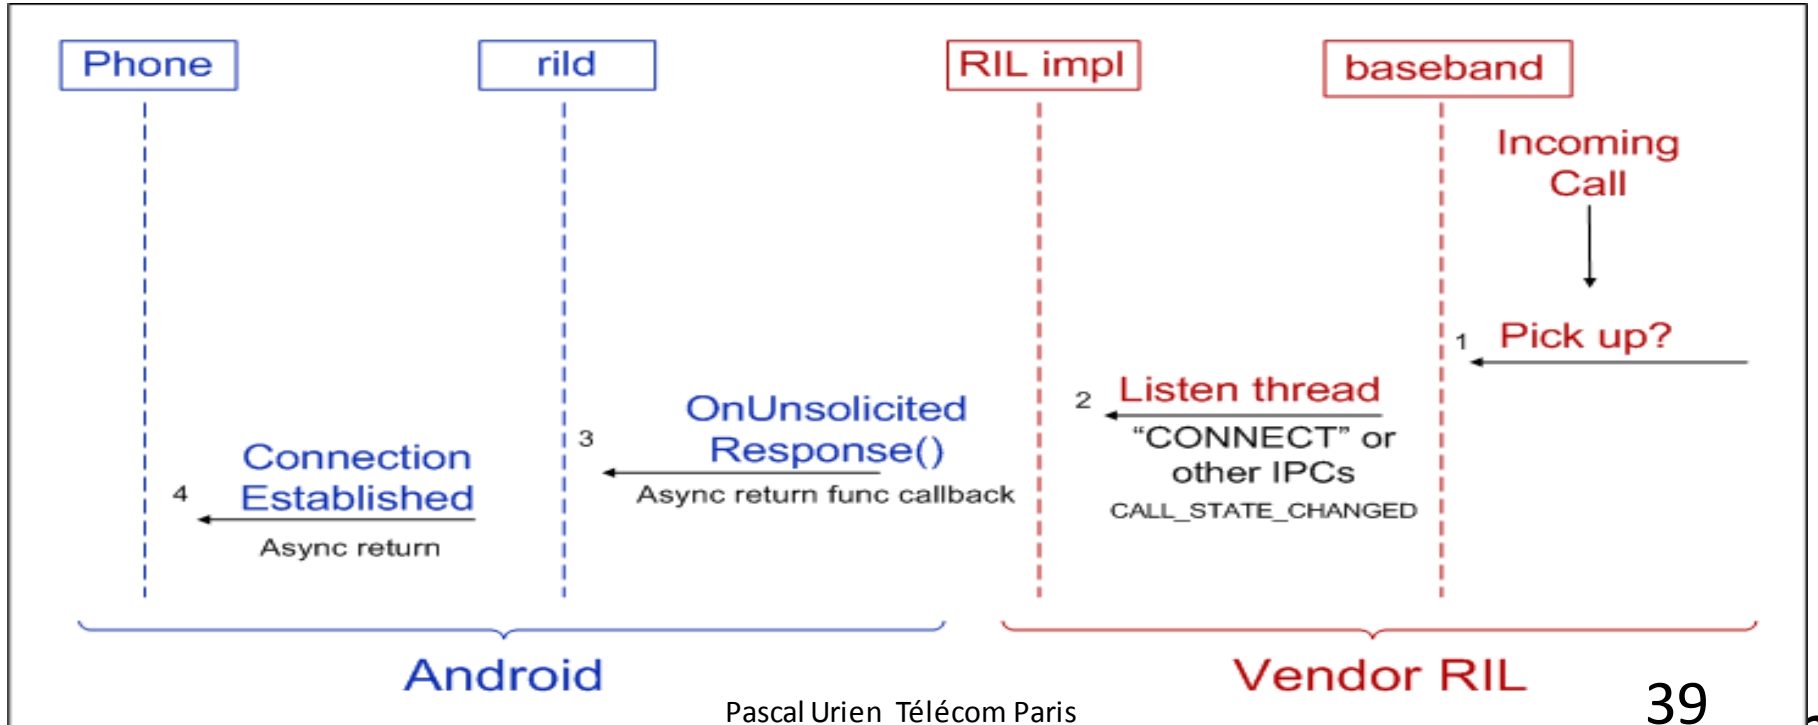 Phone
rild
RIL impl
baseband
Incoming
Call
1
Pick up?
2
Listen thread
"CONNECT" or
other IPCs
CALL_STATE_CHANGED
3
OnUnsolicited
Response()
Async return func callback
4
Connection
Established
Async return
Android
Vendor RIL
Pascal Urien Télécom Paris
39